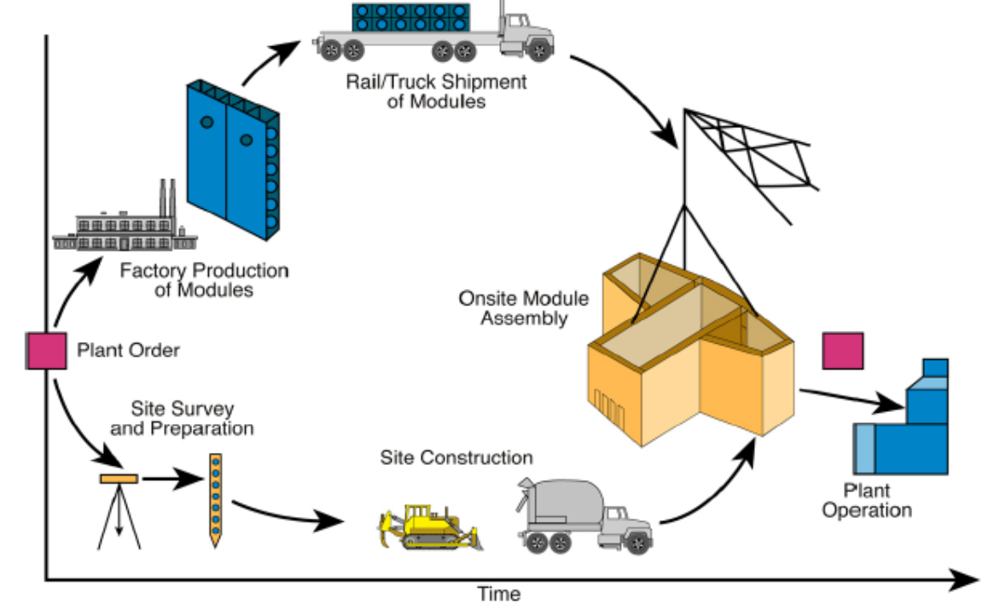 Rail/Truck Shipment
of Modules
Factory Production
of Modules
Onsite Module
Assembly
Plant Order
Site Survey
and Preparation
Site Construction
Plant
Operation
Time